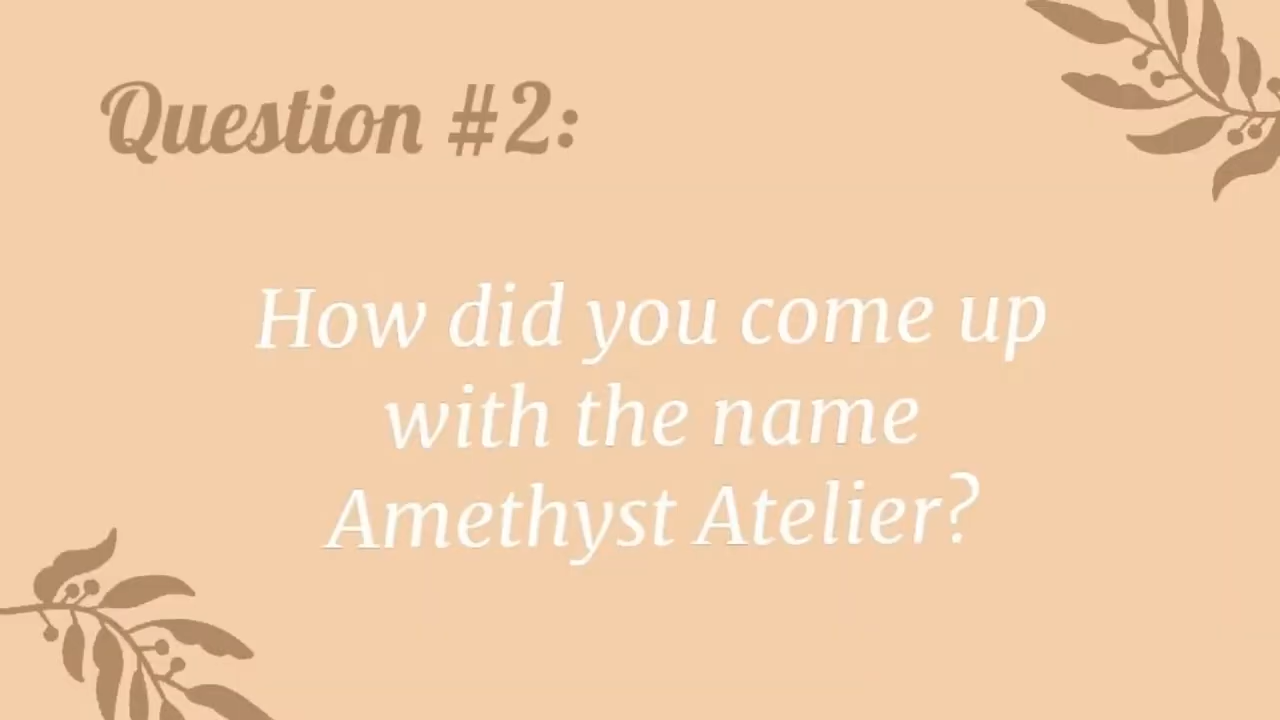 Question #2:
How did you come up
with the name
Amethyst Atelier?